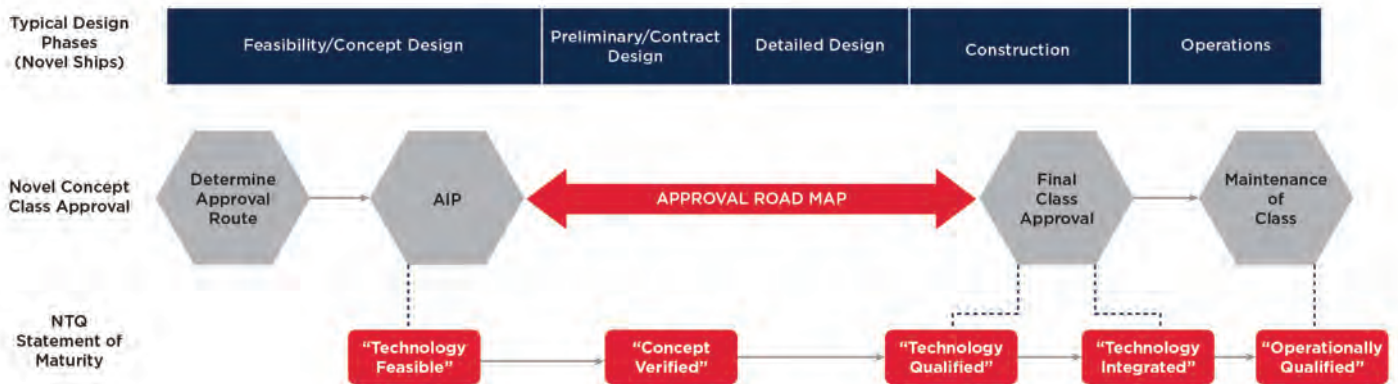 Typical Design
Phases
(Novel Ships)
Feasibility/Concept Design
Preliminary/Contract
Design
Detailed Design
Construction
Operations
Novel Concept
Class Approval
Determine
Approval
Route
AIP
APPROVAL ROAD MAP
Final
Class
Approval
Maintenance
of
Class
NTQ
Statement of
Maturity
“Technology
Feasible”
“Concept
Verified”
“Technology
Qualified”
“Technology
Integrated”
“Operationally
Qualified”